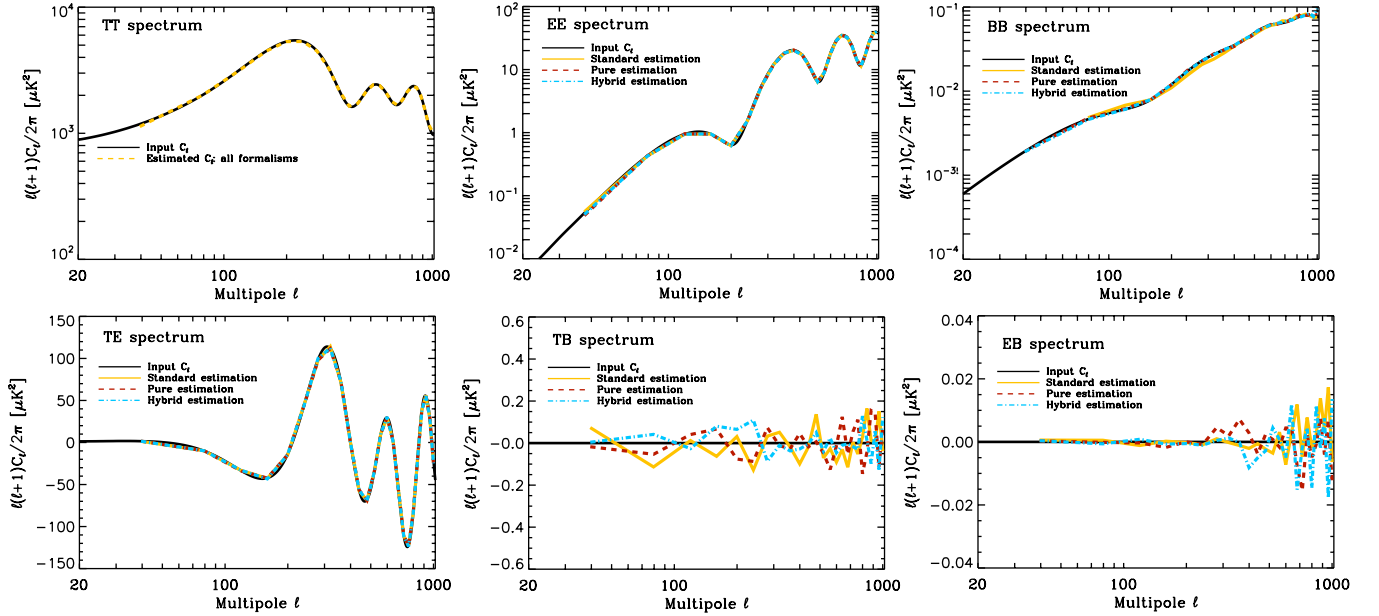 TT spectrum
10⁴
10³
10²
ℓ(ℓ+1)Cℓ/2π [μK²]
Input Cℓ
Estimated Cℓ: all formalisms
20
100
1000
Multipole ℓ
EE spectrum
10²
10
1
10⁻¹
10⁻²
ℓ(ℓ+1)Cℓ/2π [μK²]
Input Cℓ
Standard estimation
Pure estimation
Hybrid estimation
20
100
1000
Multipole ℓ
BB spectrum
10⁻¹
10⁻²
10⁻³
10⁻⁴
ℓ(ℓ+1)Cℓ/2π [μK²]
Input Cℓ
Standard estimation
Pure estimation
Hybrid estimation
20
100
1000
Multipole ℓ
TE spectrum
150
100
50
0
−50
−100
−150
ℓ(ℓ+1)Cℓ/2π [μK²]
Input Cℓ
Standard estimation
Pure estimation
Hybrid estimation
20
100
1000
Multipole ℓ
TB spectrum
0.6
0.4
0.2
−0.0
−0.2
−0.4
−0.6
ℓ(ℓ+1)Cℓ/2π [μK²]
Input Cℓ
Standard estimation
Pure estimation
Hybrid estimation
20
100
1000
Multipole ℓ
EB spectrum
0.04
0.02
0.00
−0.02
−0.04
ℓ(ℓ+1)Cℓ/2π [μK²]
Input Cℓ
Standard estimation
Pure estimation
Hybrid estimation
20
100
1000
Multipole ℓ